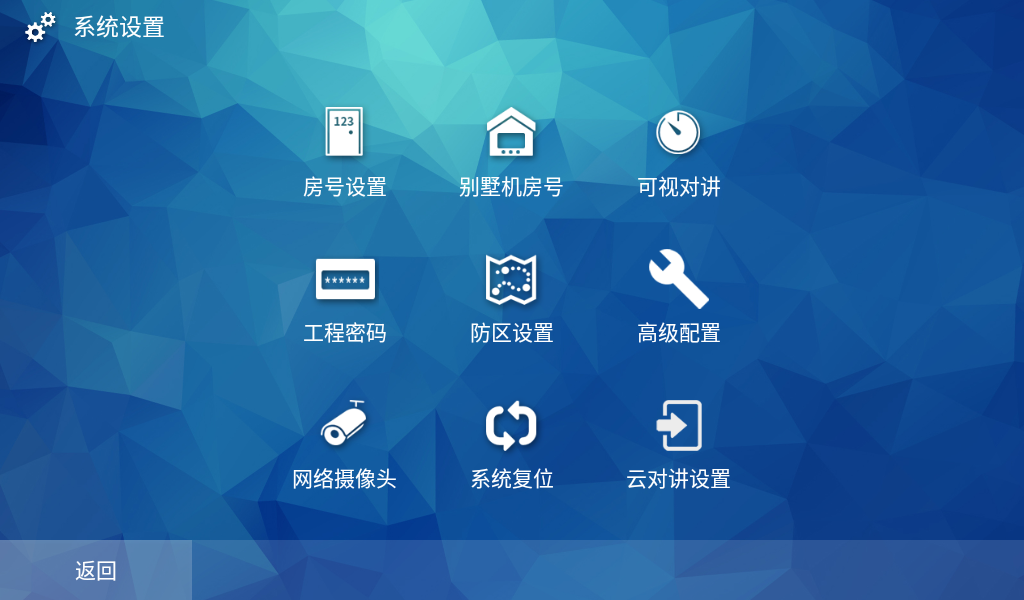 系统设置
123
房号设置
别墅机房号
可视对讲
******
工程密码
防区设置
高级配置
网络摄像头
系统复位
云对讲设置
返回